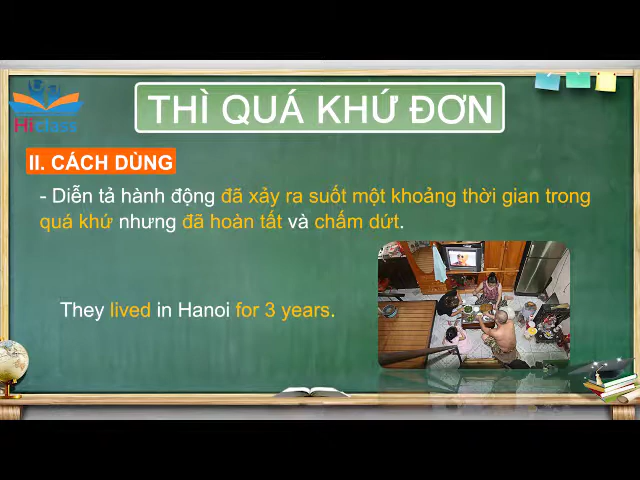 THÌ QUÁ KHỨ ĐƠN
Hiclass
II. CÁCH DÙNG
- Diễn tả hành động đã xảy ra suốt một khoảng thời gian trong
quá khứ nhưng đã hoàn tất và chấm dứt.
They lived in Hanoi for 3 years.